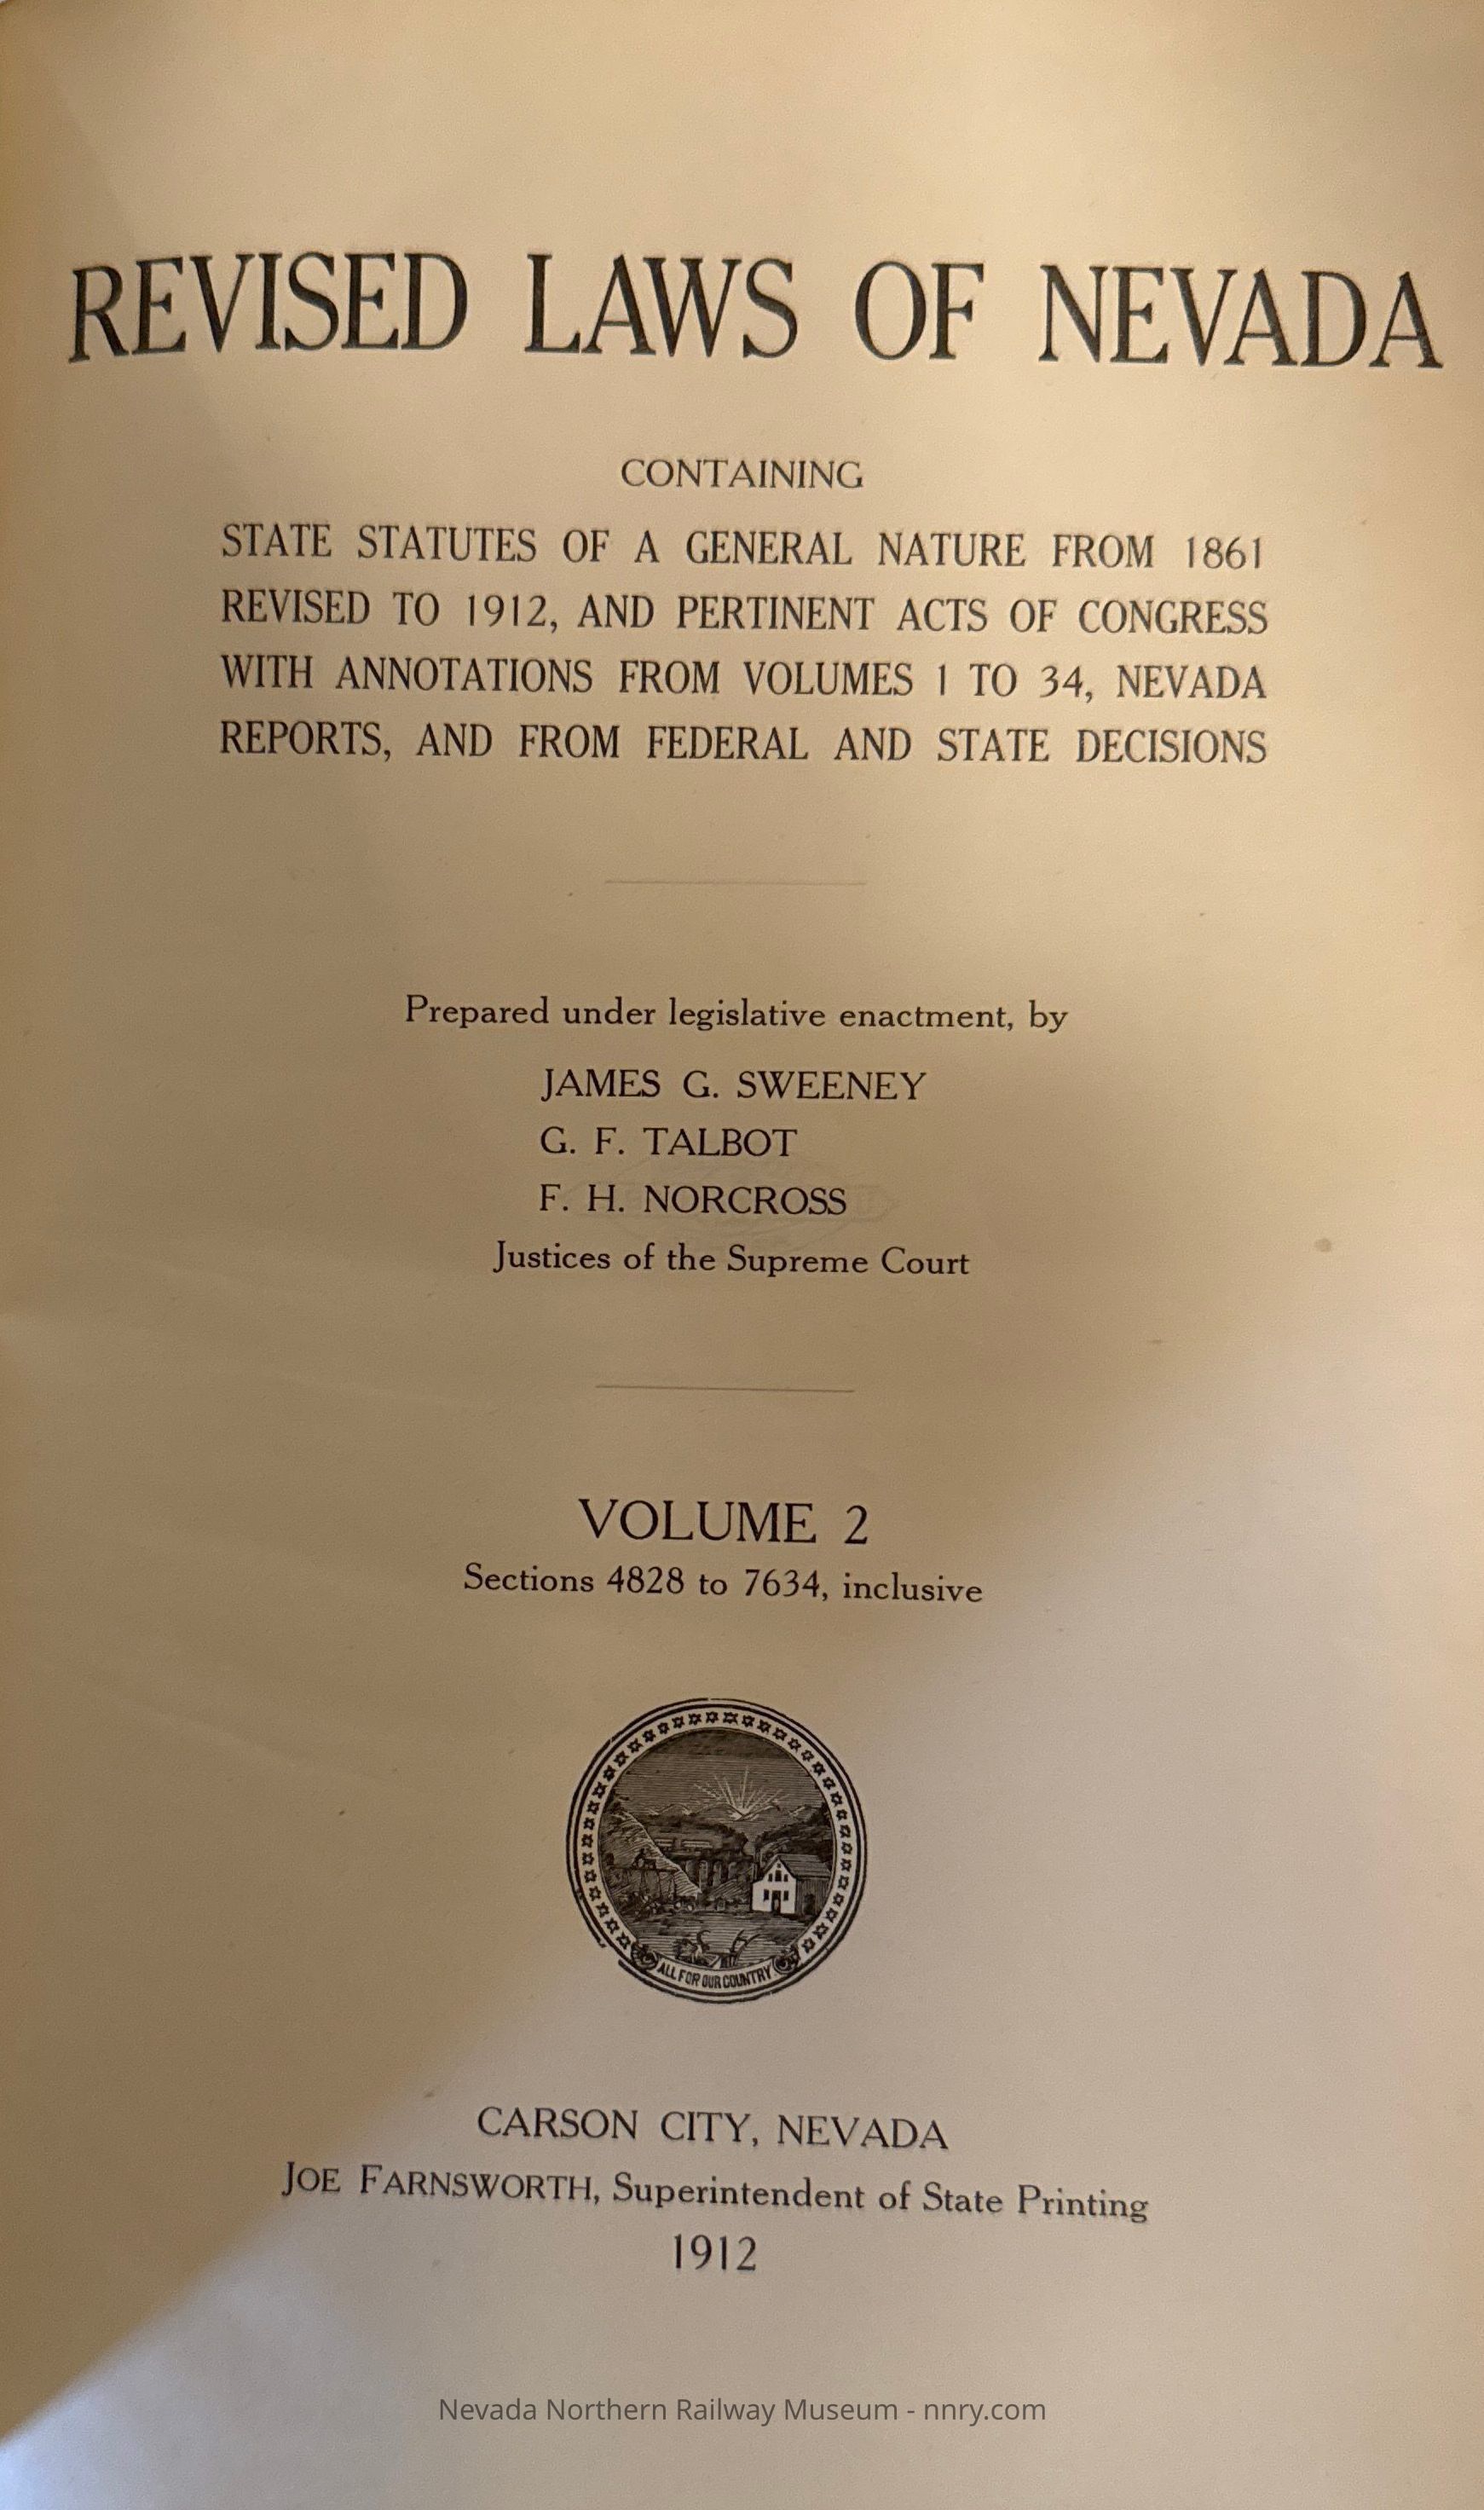 REVISED LAWS OF NEVADA
CONTAINING
STATE STATUTES OF A GENERAL NATURE FROM 1861
REVISED TO 1912, AND PERTINENT ACTS OF CONGRESS
WITH ANNOTATIONS FROM VOLUMES 1 TO 34, NEVADA
REPORTS, AND FROM FEDERAL AND STATE DECISIONS
Prepared under legislative enactment, by
JAMES G. SWEENEY
G. F. TALBOT
F. H. NORCROSS
Justices of the Supreme Court
VOLUME 2
Sections 4828 to 7634, inclusive
ALL FOR OUR COUNTRY
CARSON CITY, NEVADA
JOE FARNSWORTH, Superintendent of State Printing
1912
Nevada Northern Railway Museum - nnry.com